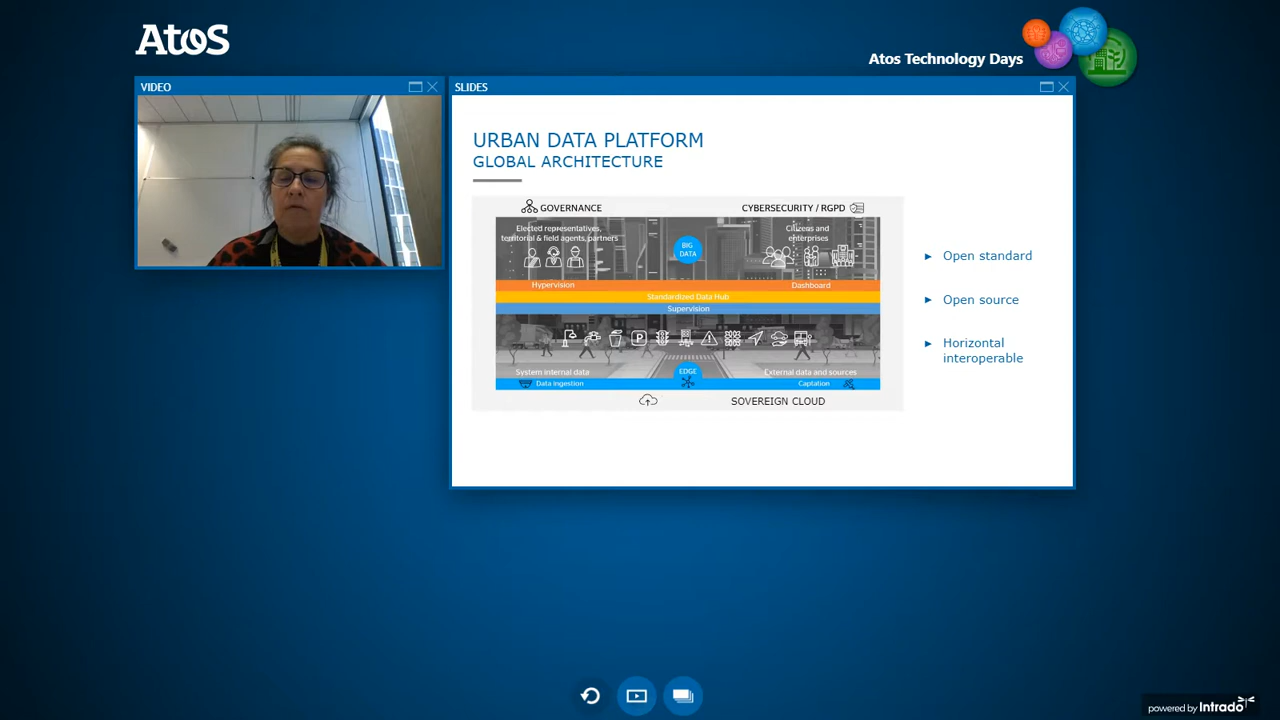 Atos
Atos Technology Days
VIDEO
SLIDES
URBAN DATA PLATFORM
GLOBAL ARCHITECTURE
GOVERNANCE
CYBERSECURITY / RGPD
Elected representatives,
territorial & field agents, partners
BIG
DATA
Citizens and
enterprises
Hypervision
Dashboard
Standardized Data Hub
Supervision
P
System internal data
EDGE
External data and sources
Data Ingestion
Captation
SOVEREIGN CLOUD
Open standard
Open source
Horizontal
interoperable
powered by Intrado